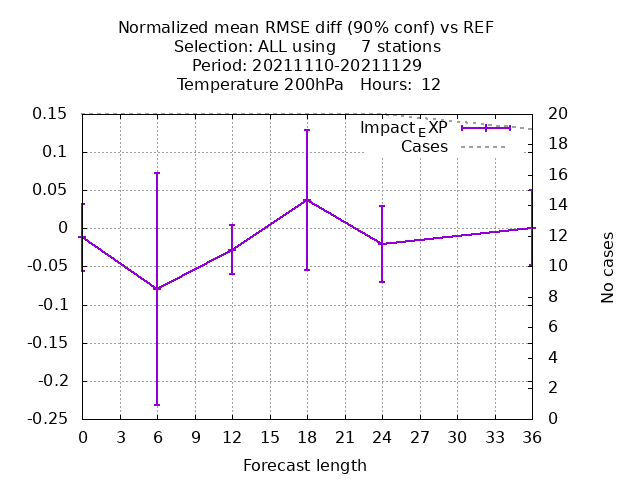 Normalized mean RMSE diff (90% conf) vs REF
Selection: ALL using     7 stations
Period: 20211110-20211129
Temperature 200hPa   Hours:  12
0.15
0.1
0.05
0
-0.05
-0.1
-0.15
-0.2
-0.25
20
18
16
14
12
10
8
6
4
2
0
Impact_EXP
Cases
No cases
0 3 6 9 12 15 18 21 24 27 30 33 36
Forecast length